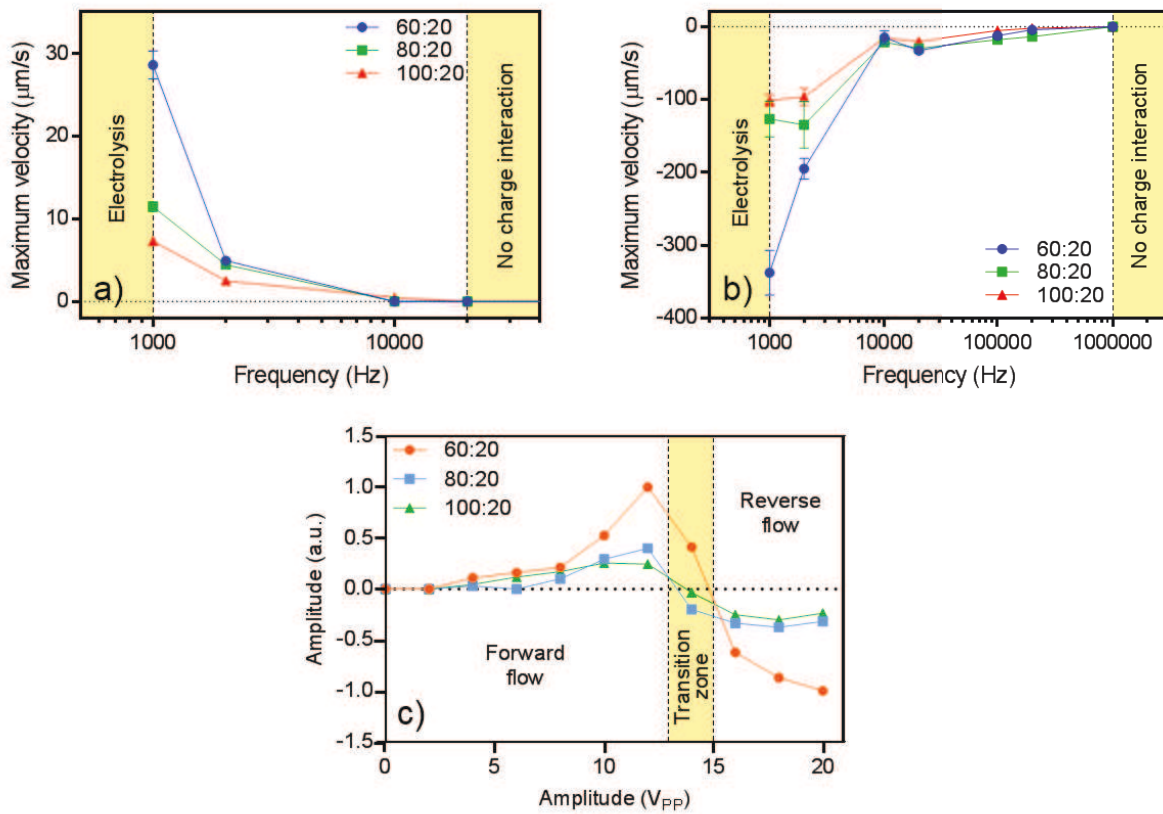 60:20
80:20
100:20
Maximum velocity (μm/s)
30
20
10
0
Electrolysis
No charge interaction
a)
1000
10000
Frequency (Hz)
Maximum velocity (μm/s)
0
-100
-200
-300
-400
Electrolysis
No charge interaction
60:20
80:20
100:20
b)
1000
10000
100000
1000000
Frequency (Hz)
60:20
80:20
100:20
Amplitude (a.u.)
1.5
1.0
0.5
0.0
-0.5
-1.0
-1.5
Reverse
flow
Forward
flow
Transition
zone
c)
0
5
10
15
20
Amplitude (VPP)